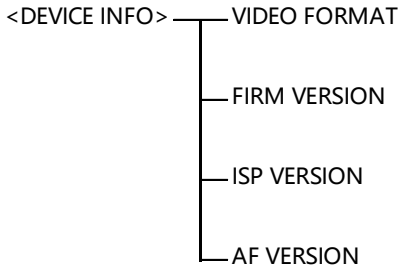 <DEVICE INFO> VIDEO FORMAT
FIRM VERSION
ISP VERSION
AF VERSION